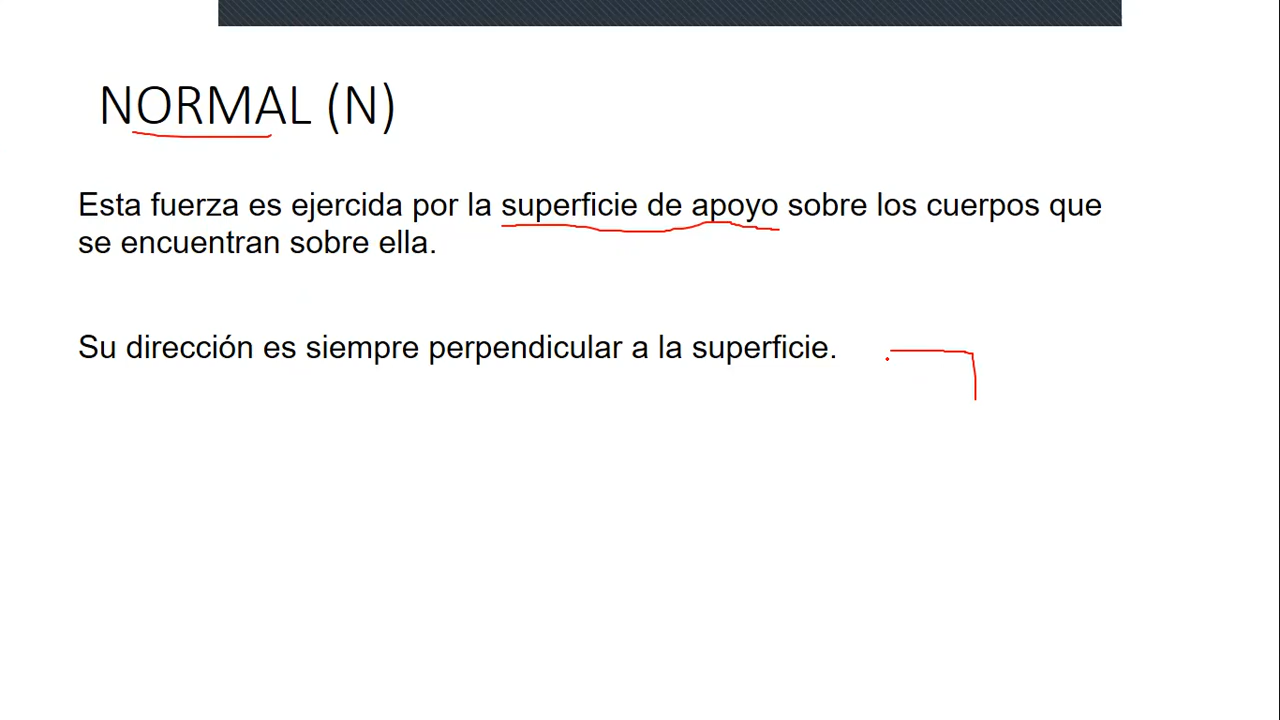 NORMAL (N)
Esta fuerza es ejercida por la superficie de apoyo sobre los cuerpos que
se encuentran sobre ella.
Su dirección es siempre perpendicular a la superficie.